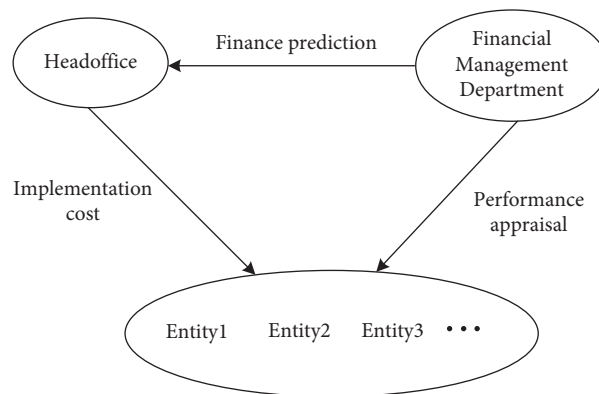 Finance prediction
Headoffice
Financial
Management
Department
Implementation
cost
Performance
appraisal
Entity1 Entity2 Entity3 •••